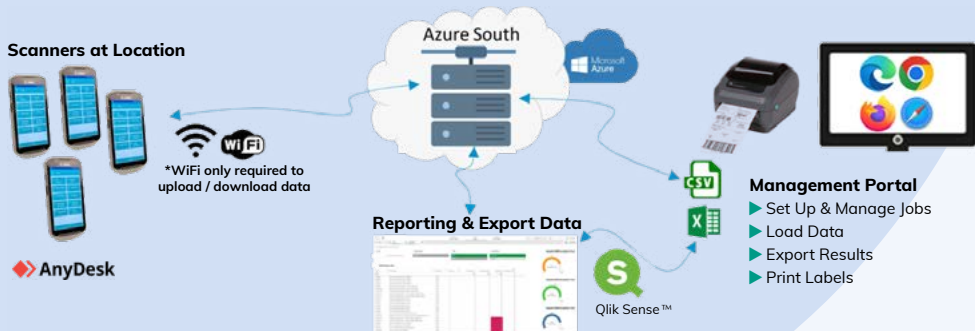 Scanners at Location
WiFi
*WiFi only required to
upload / download data
AnyDesk
Azure South
Microsoft
Azure
Reporting & Export Data
Qlik Sense™
CSV
X
Management Portal
Set Up & Manage Jobs
Load Data
Export Results
Print Labels